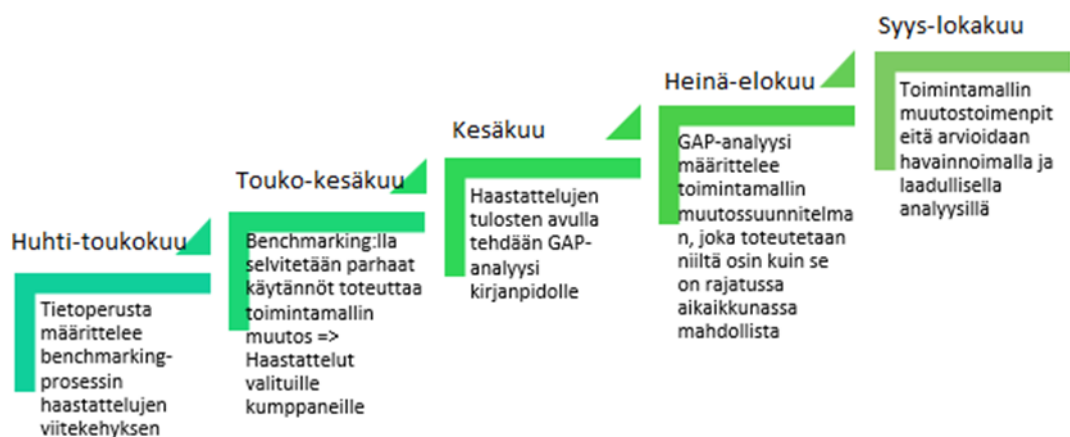 Huhti-toukokuu
Tietoperusta
määrittelee
benchmarking-
prosessin
haastattelujen
viitekehyksen
Touko-kesäkuu
Benchmarking:lla
selvitetään parhaat
käytännöt toteuttaa
toimintamallin
muutos =>
Haastattelut
valituille
kumppaneille
Kesäkuu
Haastattelujen
tulosten avulla
tehdään GAP-
analyysi
kirjanpidolle
Heinä-elokuu
GAP-analyysi
määrittelee
toimintamallin
muutossuunnitelma
n, joka toteutetaan
niiltä osin kuin se
on rajatussa
aikaikkunassa
mahdollista
Syys-lokakuu
Toimintamallin
muutostoimenpit
eitä arvioidaan
havainnoimalla ja
laadullisella
analyysillä